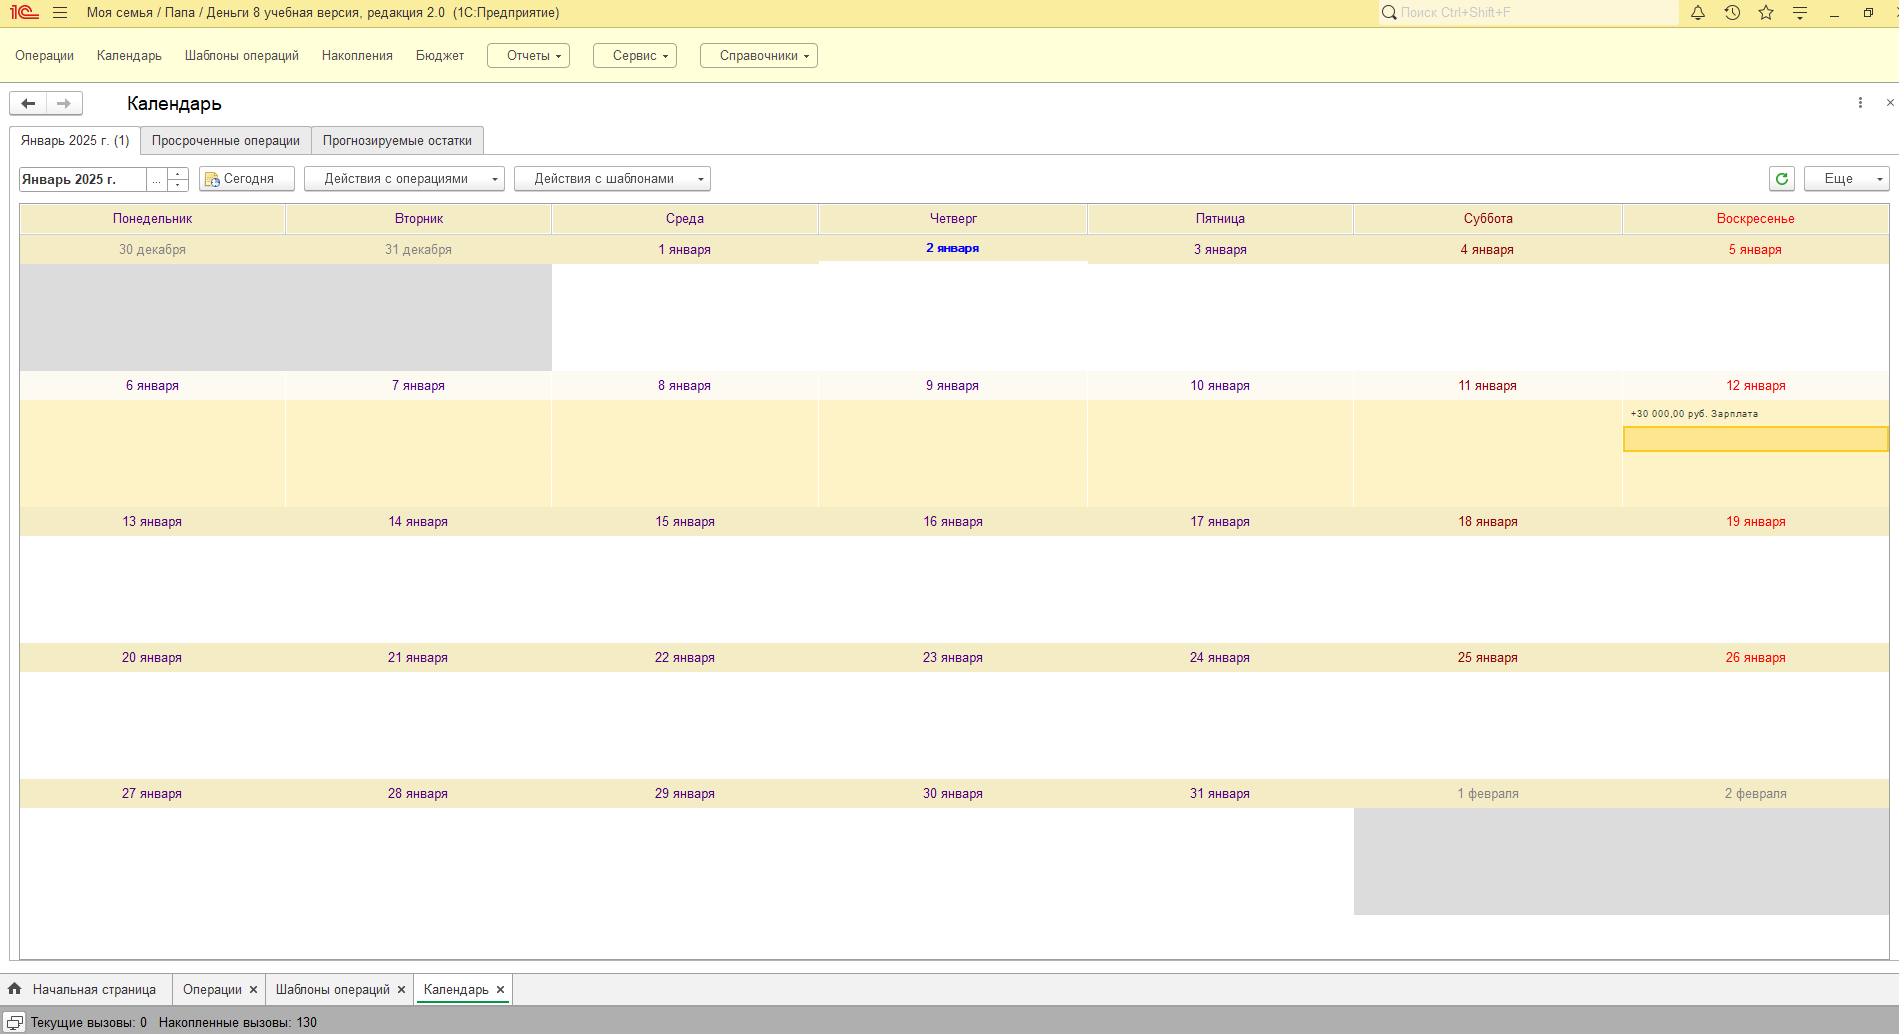 1С Моя семья / Папа / Деньги 8 учебная версия, редакция 2.0 (1С:Предприятие) Поиск Ctrl+Shift+F
Операции Календарь Шаблоны операций Накопления Бюджет Отчеты Сервис Справочники
Календарь
Январь 2025 г. (1) Просроченные операции Прогнозируемые остатки
Январь 2025 г. ... Сегодня Действия с операциями Действия с шаблонами Еще
Понедельник Вторник Среда Четверг Пятница Суббота Воскресенье
30 декабря 31 декабря 1 января 2 января 3 января 4 января 5 января
6 января 7 января 8 января 9 января 10 января 11 января 12 января
+30 000,00 руб. Зарплата
13 января 14 января 15 января 16 января 17 января 18 января 19 января
20 января 21 января 22 января 23 января 24 января 25 января 26 января
27 января 28 января 29 января 30 января 31 января 1 февраля 2 февраля
Начальная страница Операции Шаблоны операций Календарь
Текущие вызовы: 0 Накопленные вызовы: 130